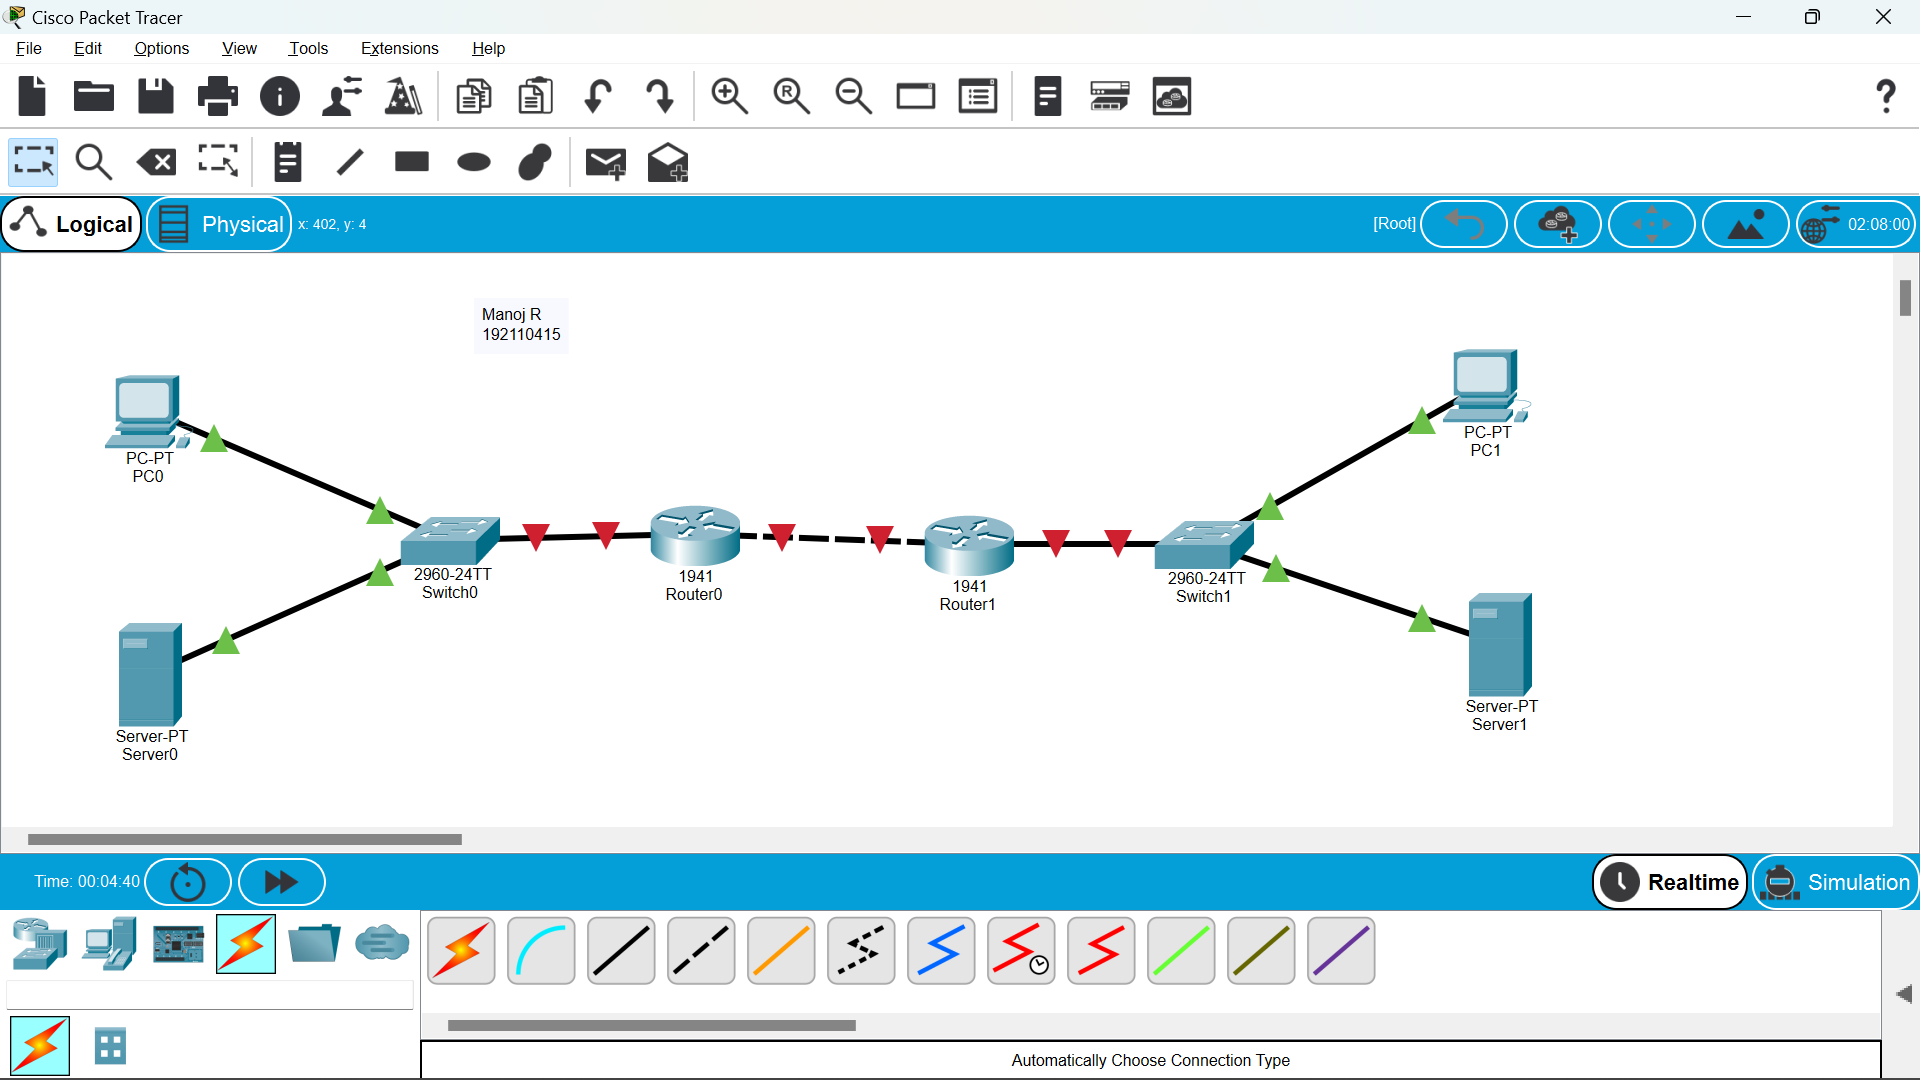 Cisco Packet Tracer
File Edit Options View Tools Extensions Help
Logical Physical x: 402, y: 4 [Root] 02:08:00
Manoj R
192110415
PC-PT
PC0
PC-PT
PC1
2960-24TT
Switch0
1941
Router0
1941
Router1
2960-24TT
Switch1
Server-PT
Server0
Server-PT
Server1
Time: 00:04:40 Realtime Simulation
Automatically Choose Connection Type